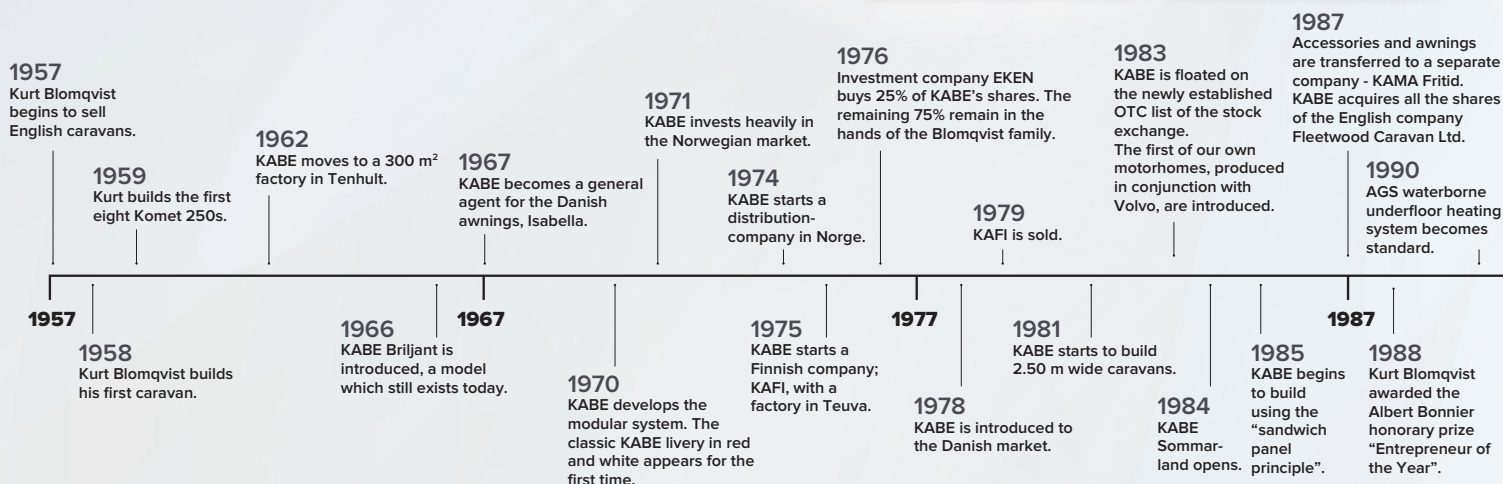 1957
Kurt Blomqvist
begins to sell
English caravans.
1959
Kurt builds the first
eight Komet 250s.
1962
KABE moves to a 300 m²
factory in Tenhult.
1967
KABE becomes a general
agent for the Danish
awnings, Isabella.
1971
KABE invests heavily in
the Norwegian market.
1974
KABE starts a
distribution-
company in Norge.
1976
Investment company EKEN
buys 25% of KABE’s shares. The
remaining 75% remain in the
hands of the Blomqvist family.
1979
KAFI is sold.
1983
KABE is floated on
the newly established
OTC list of the stock
exchange.
The first of our own
motorhomes, produced
in conjunction with
Volvo, are introduced.
1987
Accessories and awnings
are transferred to a separate
company - KAMA Fritid.
KABE acquires all the shares
of the English company
Fleetwood Caravan Ltd.
1990
AGS waterborne
underfloor heating
system becomes
standard.
1957
1967
1977
1987
1958
Kurt Blomqvist builds
his first caravan.
1966
KABE Briljant is
introduced, a model
which still exists today.
1970
KABE develops the
modular system. The
classic KABE livery in red
and white appears for the
first time.
1975
KABE starts a
Finnish company;
KAFI, with a
factory in Teuva.
1978
KABE is introduced to
the Danish market.
1981
KABE starts to build
2.50 m wide caravans.
1984
KABE
Sommar-
land opens.
1985
KABE begins
to build
using the
“sandwich
panel
principle”.
1988
Kurt Blomqvist
awarded the
Albert Bonnier
honorary prize
“Entrepreneur of
the Year”.